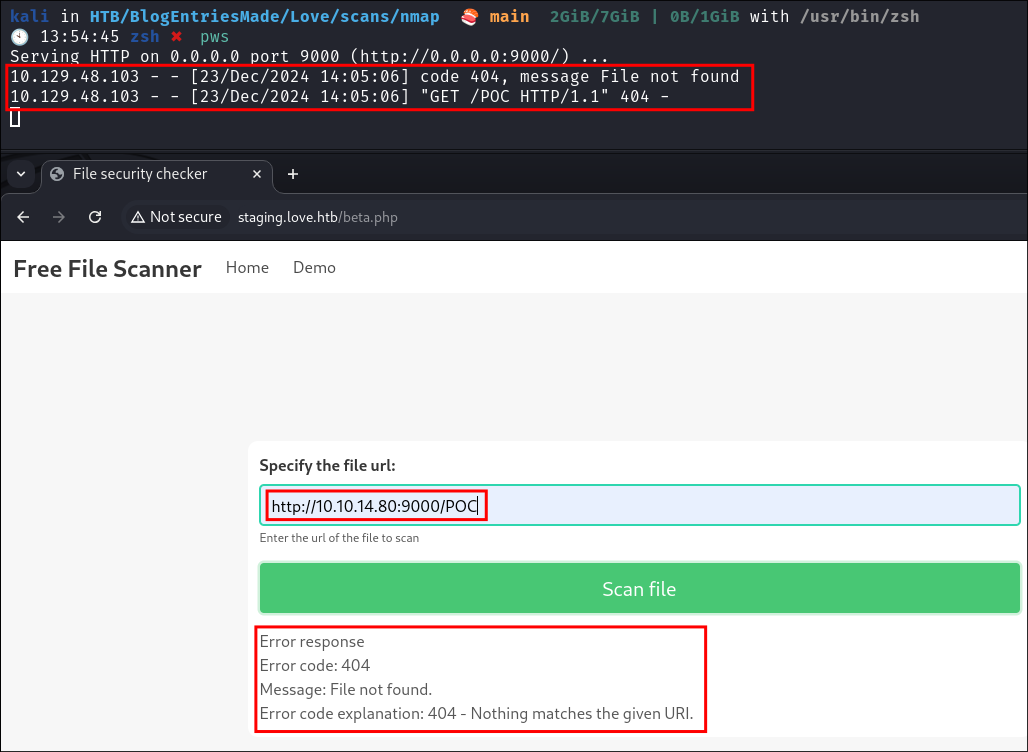 kali in HTB/BlogEntriesMade/Love/scans/nmap 🍣 main 2GiB/7GiB | 0B/1GiB with /usr/bin/zsh
🕙 13:54:45 zsh ✖ pws
Serving HTTP on 0.0.0.0 port 9000 (http://0.0.0.0:9000/) ...
10.129.48.103 - - [23/Dec/2024 14:05:06] code 404, message File not found
10.129.48.103 - - [23/Dec/2024 14:05:06] "GET /POC HTTP/1.1" 404 -
File security checker
Not secure staging.love.htb/beta.php
Free File Scanner Home Demo
Specify the file url:
http://10.10.14.80:9000/POC
Enter the url of the file to scan
Scan file
Error response
Error code: 404
Message: File not found.
Error code explanation: 404 - Nothing matches the given URI.